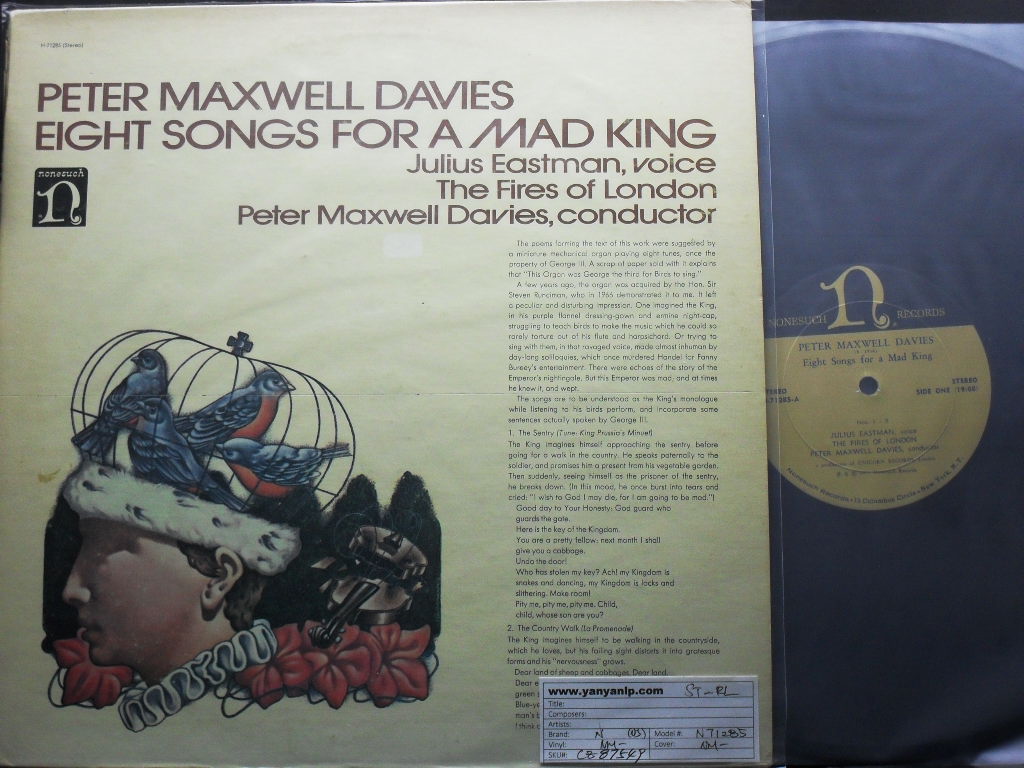 H-71285 (Stereo)
PETER MAXWELL DAVIES
EIGHT SONGS FOR A MAD KING
Julius Eastman, voice
The Fires of London
Peter Maxwell Davies, conductor
nonesuch
n
The poems forming the text of this work were suggested by
a miniature mechanical organ playing eight tunes, once the
property of George III. A scrap of paper sold with it explains
that "This Organ was George the third for Birds to sing."
A few years ago, the organ was acquired by the Hon. Sir
Steven Runciman, who in 1966 demonstrated it to me. It left
a peculiar and disturbing impression. One imagined the King,
in his purple flannel dressing-gown and ermine night-cap,
struggling to teach birds to make the music which he could so
rarely torture out of his flute and harpsichord. Or trying to
sing with them, in that ravaged voice, made almost inhuman by
day-long soliloquies, which once murdered Handel for Fanny
Burney's entertainment. There were echoes of the story of the
Emperor's nightingale. But this Emperor was mad; and at times
he knew it, and wept.
The songs are to be understood as the King's monologue
while listening to his birds perform, and incorporate some
sentences actually spoken by George III.
1. The Sentry (Tune: King Prussia's Minuet)
The King imagines himself approaching the sentry before
going for a walk in the country. He speaks paternally to the
soldier, and promises him a present from his vegetable garden.
Then suddenly, seeing himself as the prisoner of the sentry,
he breaks down. (In this mood, he once burst into tears and
cried: "I wish to God I may die, for I am going to be mad.")
Good day to Your Honesty: God guard who
guards the gate.
Here is the key of the Kingdom.
You are a pretty fellow: next month I shall
give you a cabbage.
Undo the door!
Who has stolen my key? Ach! my Kingdom is
snakes and dancing, my Kingdom is locks and
slithering. Make room!
Pity me, pity me, pity me. Child,
child, whose son are you?
2. The Country Walk (La Promenade)
The King imagines himself to be walking in the countryside,
which he loves, but his failing sight distorts it into grotesque
forms and his "nervousness" grows.
Dear land of sheep and cabbages. Dear land
Dear e
green
Blue-ye
man's b
I think
www.yanyanlp.com ST-RL
Title:
Composers:
Artists:
Brand: N (03) Model #: N71285
Vinyl: NM- Cover: NM-
SKU#:
n
NONESUCH RECORDS
PETER MAXWELL DAVIES
Eight Songs for a Mad King
STEREO
SIDE ONE (19:08)
71285-A
Nos. 1 - 5
JULIUS EASTMAN, voice
THE FIRES OF LONDON
PETER MAXWELL DAVIES, conductor
Nonesuch Records • 15 Columbus Circle • New York, N.Y.